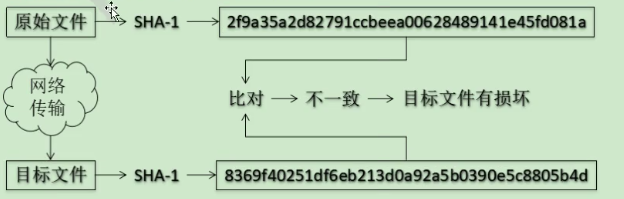 原始文件 SHA-1 2f9a35a2d82791ccbeea00628489141e45fd081a
网络
传输
比对 不一致 目标文件有损坏
目标文件 SHA-1 8369f40251df6eb213d0a92a5b0390e5c8805b4d